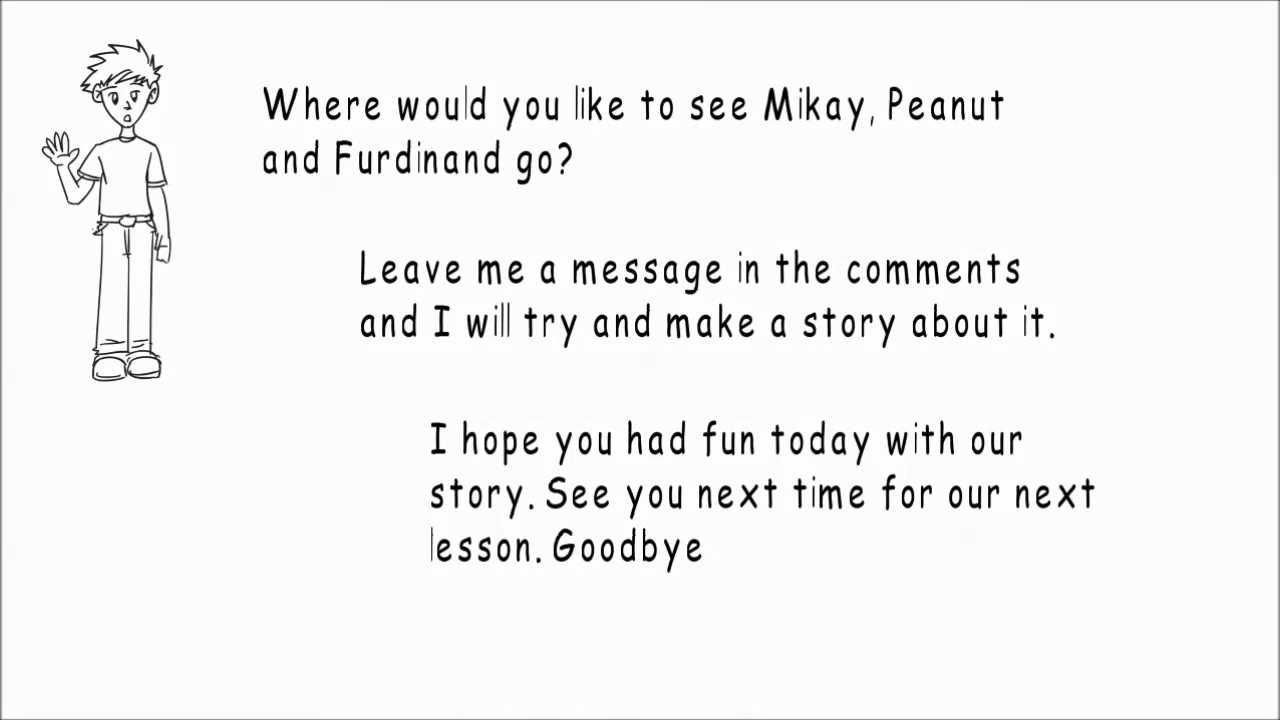 Where would you like to see Mikay, Peanut
and Furdinand go?
Leave me a message in the comments
and I will try and make a story about it.
I hope you had fun today with our
story. See you next time for our next
lesson. Goodbye